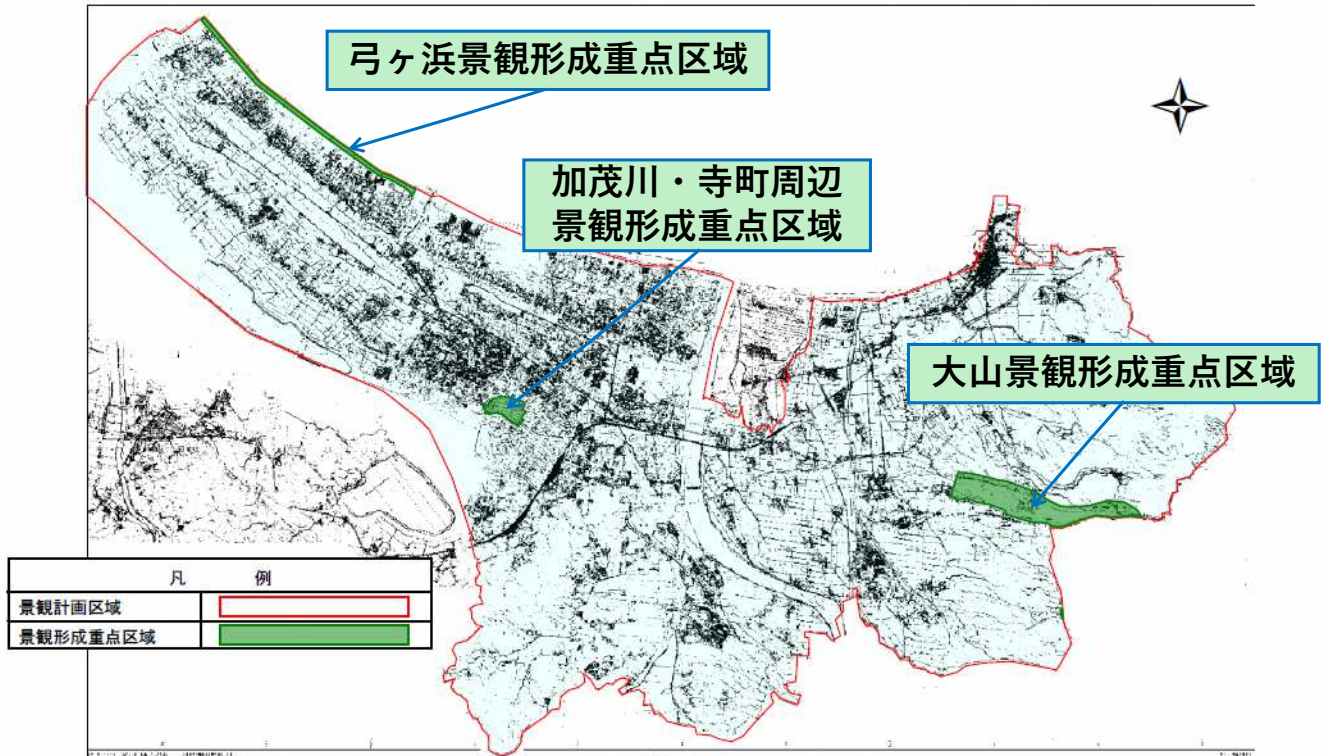 弓ヶ浜景観形成重点区域
加茂川・寺町周辺
景観形成重点区域
大山景観形成重点区域
凡 例
景観計画区域
景観形成重点区域